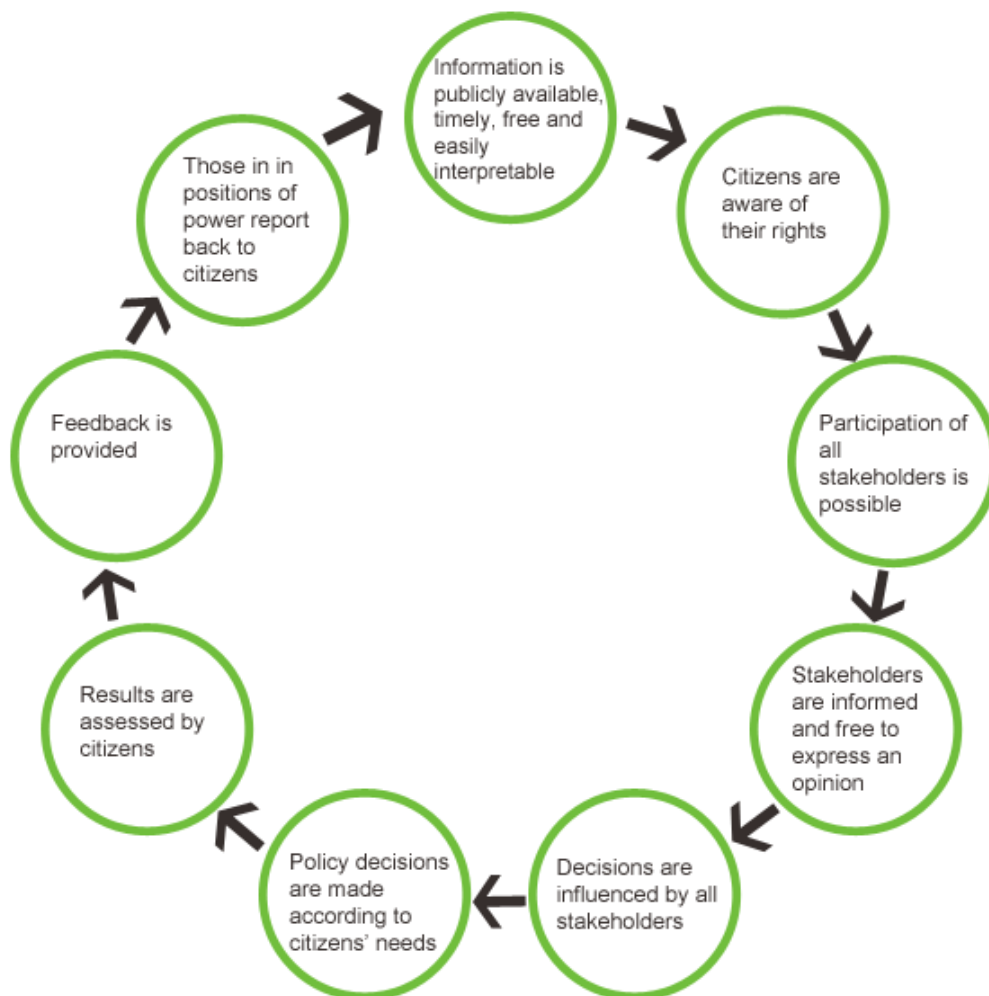 Information is
publicly available,
timely, free and
easily
interpretable
Citizens are
aware of
their rights
Participation of
all
stakeholders is
possible
Stakeholders
are informed
and free to
express an
opinion
Decisions are
influenced by all
stakeholders
Policy decisions
are made
according to
citizens’ needs
Results are
assessed by
citizens
Feedback is
provided
Those in in
positions of
power report
back to
citizens